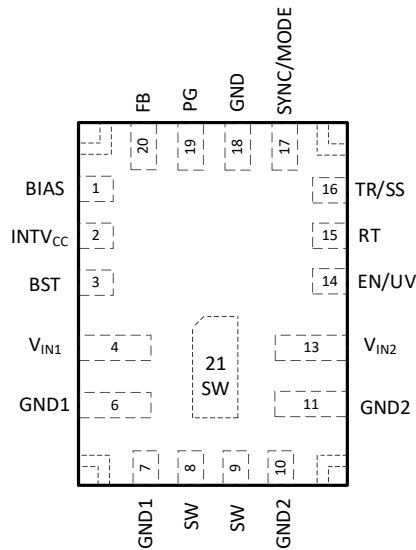 FB PG GND SYNC/MODE
20 19 18 17
BIAS 1 16 TR/SS
INTVCC 2 15 RT
BST 3 14 EN/UV
VIN1 4 13 VIN2
21
SW
GND1 6 11 GND2
7 8 9 10
GND1 SW SW GND2